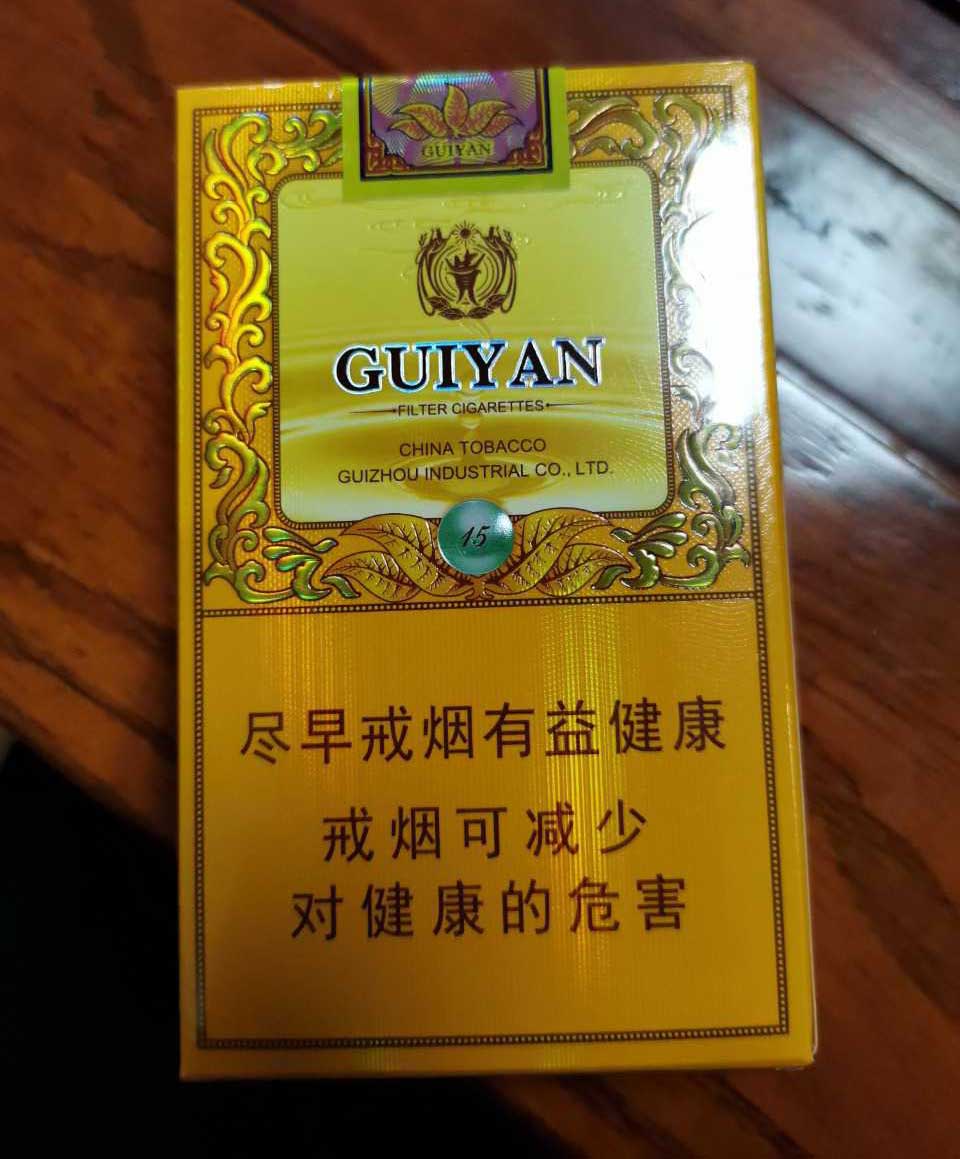 GUIYAN
GUIYAN
FILTER CIGARETTES
CHINA TOBACCO
GUIZHOU INDUSTRIAL CO., LTD.
15
尽早戒烟有益健康
戒烟可减少
对健康的危害